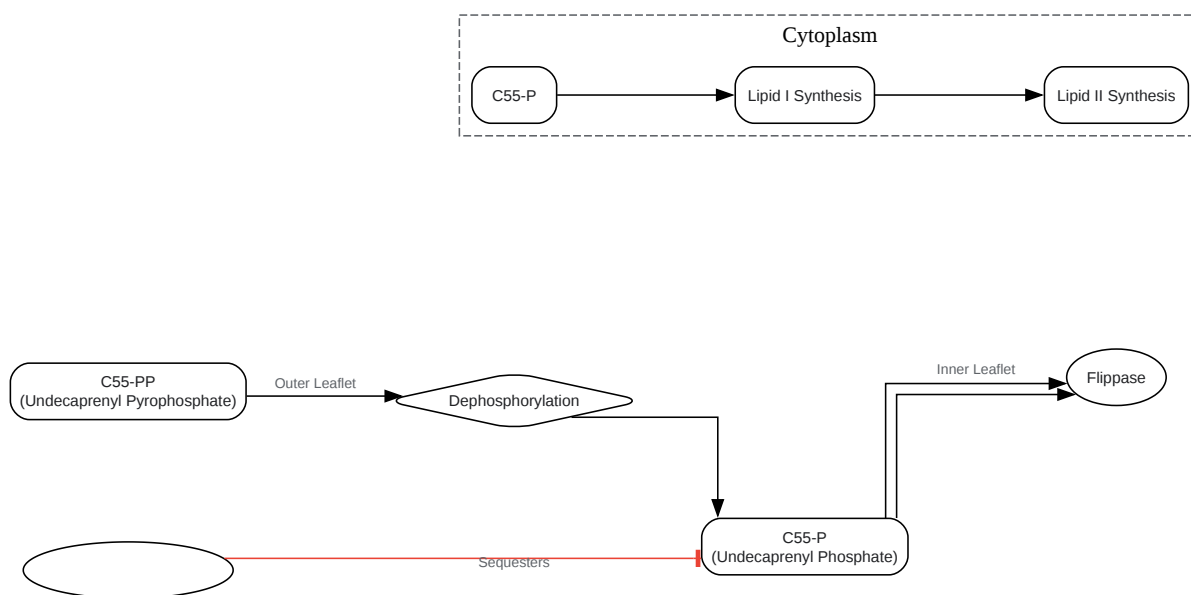 Cytoplasm
C55-P
Lipid I Synthesis
Lipid II Synthesis
C55-PP
(Undecaprenyl Pyrophosphate)
Outer Leaflet
Dephosphorylation
Inner Leaflet
Flippase
C55-P
(Undecaprenyl Phosphate)
Sequesters